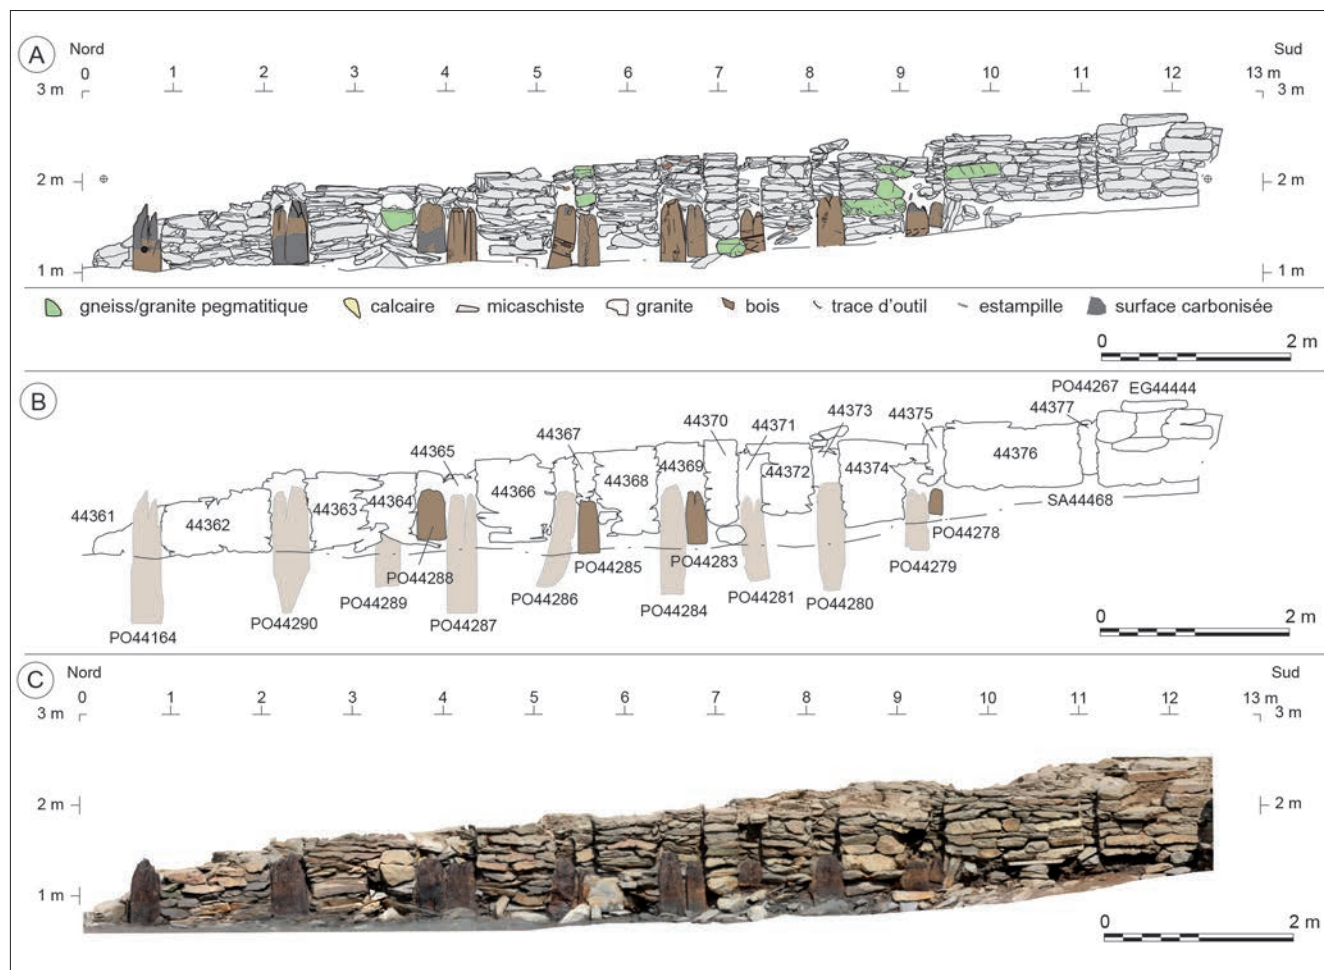 A
Nord Sud
0 1 2 3 4 5 6 7 8 9 10 11 12 13 m
3 m 3 m
2 m 2 m
1 m 1 m
gneiss/granite pegmatitique calcaire micaschiste granite bois trace d'outil estampille surface carbonisée
0 2 m
B
PO44267 EG44444
44373 44375 44377
44370 44371
44367
44365
44369 44376
44368 44372 44374
44366
44364
44363
44361 44362 SA44468
PO44278
PO44285 PO44283 PO44279
PO44288
PO44289 PO44286 PO44281 PO44280
PO44284
PO44164 PO44290 PO44287
0 2 m
C
Nord Sud
0 1 2 3 4 5 6 7 8 9 10 11 12 13 m
3 m 3 m
2 m 2 m
1 m
0 2 m